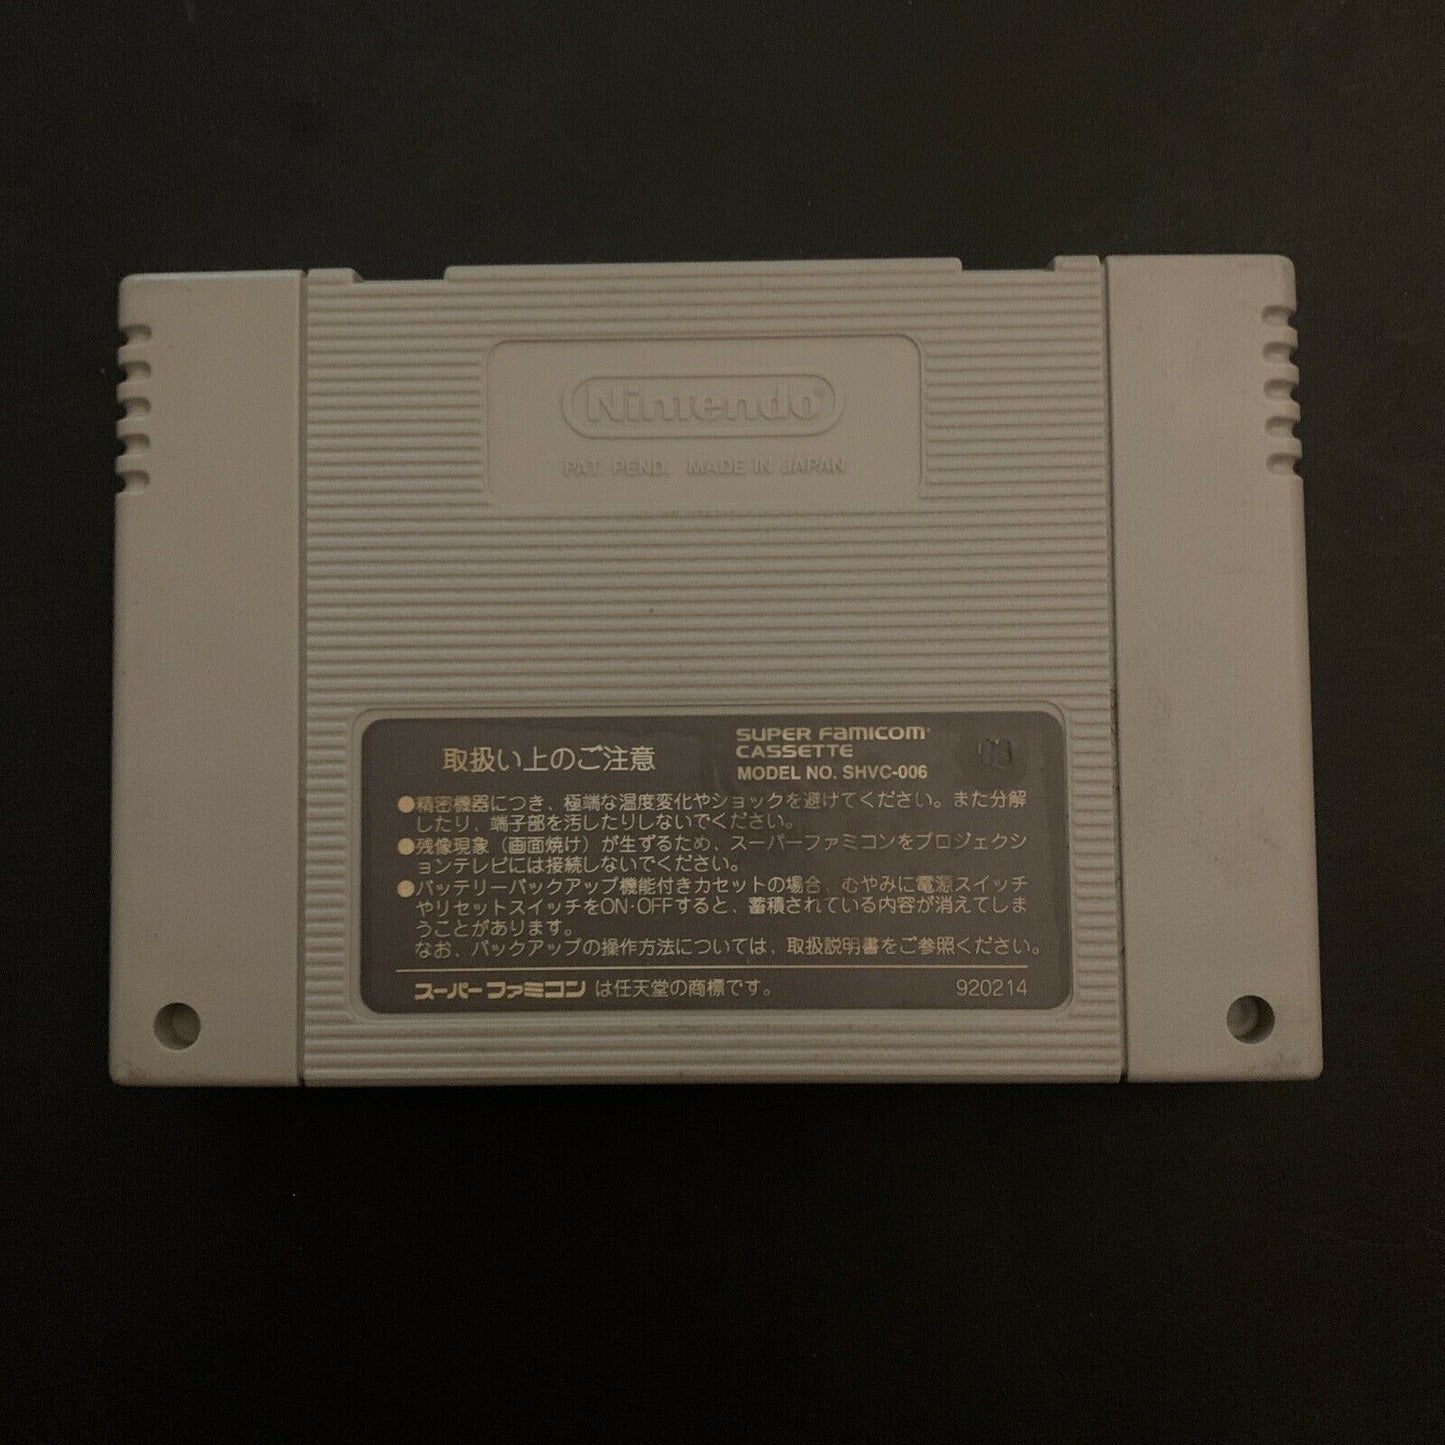 Nintendo
PAT. PEND. MADE IN JAPAN
取扱い上のご注意
SUPER FAMICOM
CASSETTE
MODEL NO. SHVC-006
●精密機器につき、極端な温度変化やショックを避けてください。また分解
したり、端子部を汚したりしないでください。
●残像現象（画面焼け）が生ずるため、スーパーファミコンをプロジェクシ
ョンテレビには接続しないでください。
●バッテリーバックアップ機能付きカセットの場合、むやみに電源スイッチ
やリセットスイッチをON·OFFすると、蓄積されている内容が消えてしま
うことがあります。
なお、バックアップの操作方法については、取扱説明書をご参照ください。
スーパーファミコン は任天堂の商標です。 920214